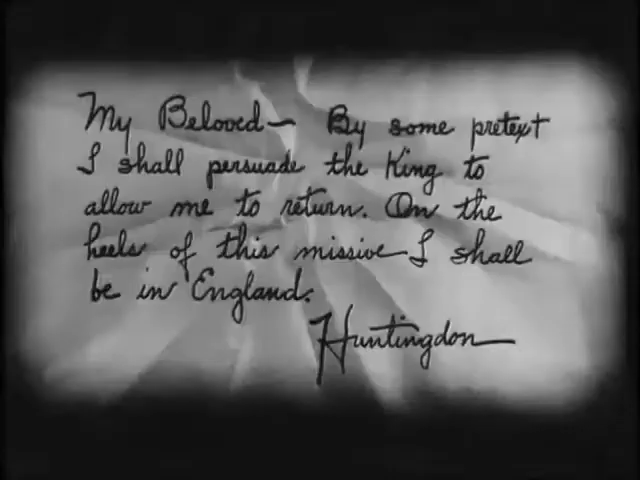 My Beloved— By some pretext
I shall persuade the King to
allow me to return. On the
heels of this missive I shall
be in England.
Huntingdon